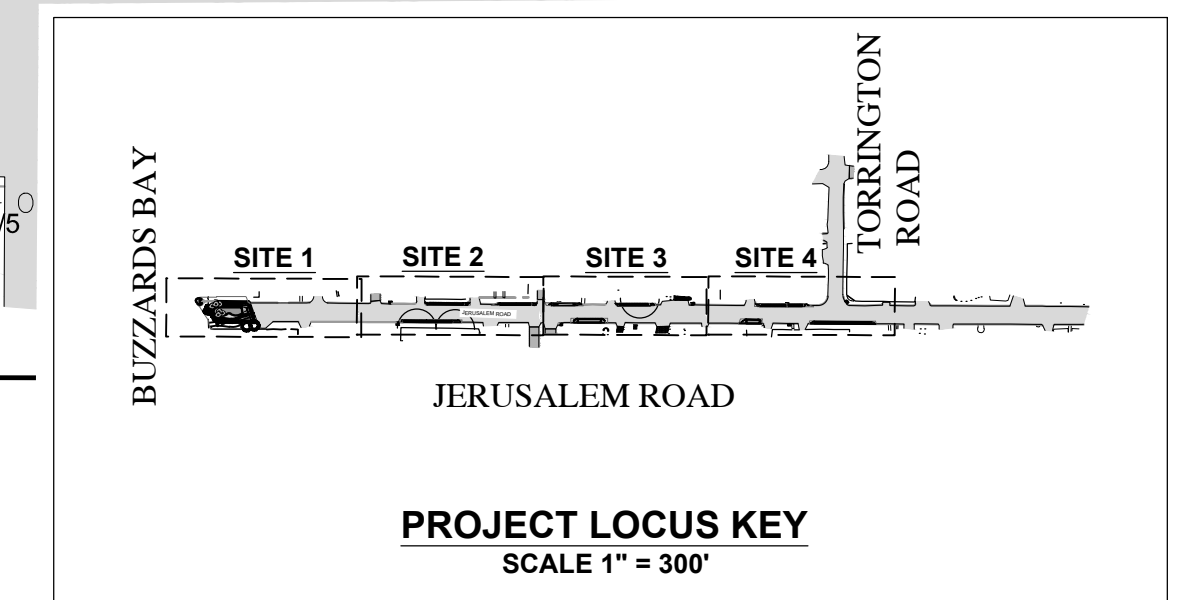 /5
BUZZARDS BAY
TORRINGTON
ROAD
SITE 1
SITE 2
SITE 3
SITE 4
JERUSALEM ROAD
JERUSALEM ROAD
PROJECT LOCUS KEY
SCALE 1" = 300'